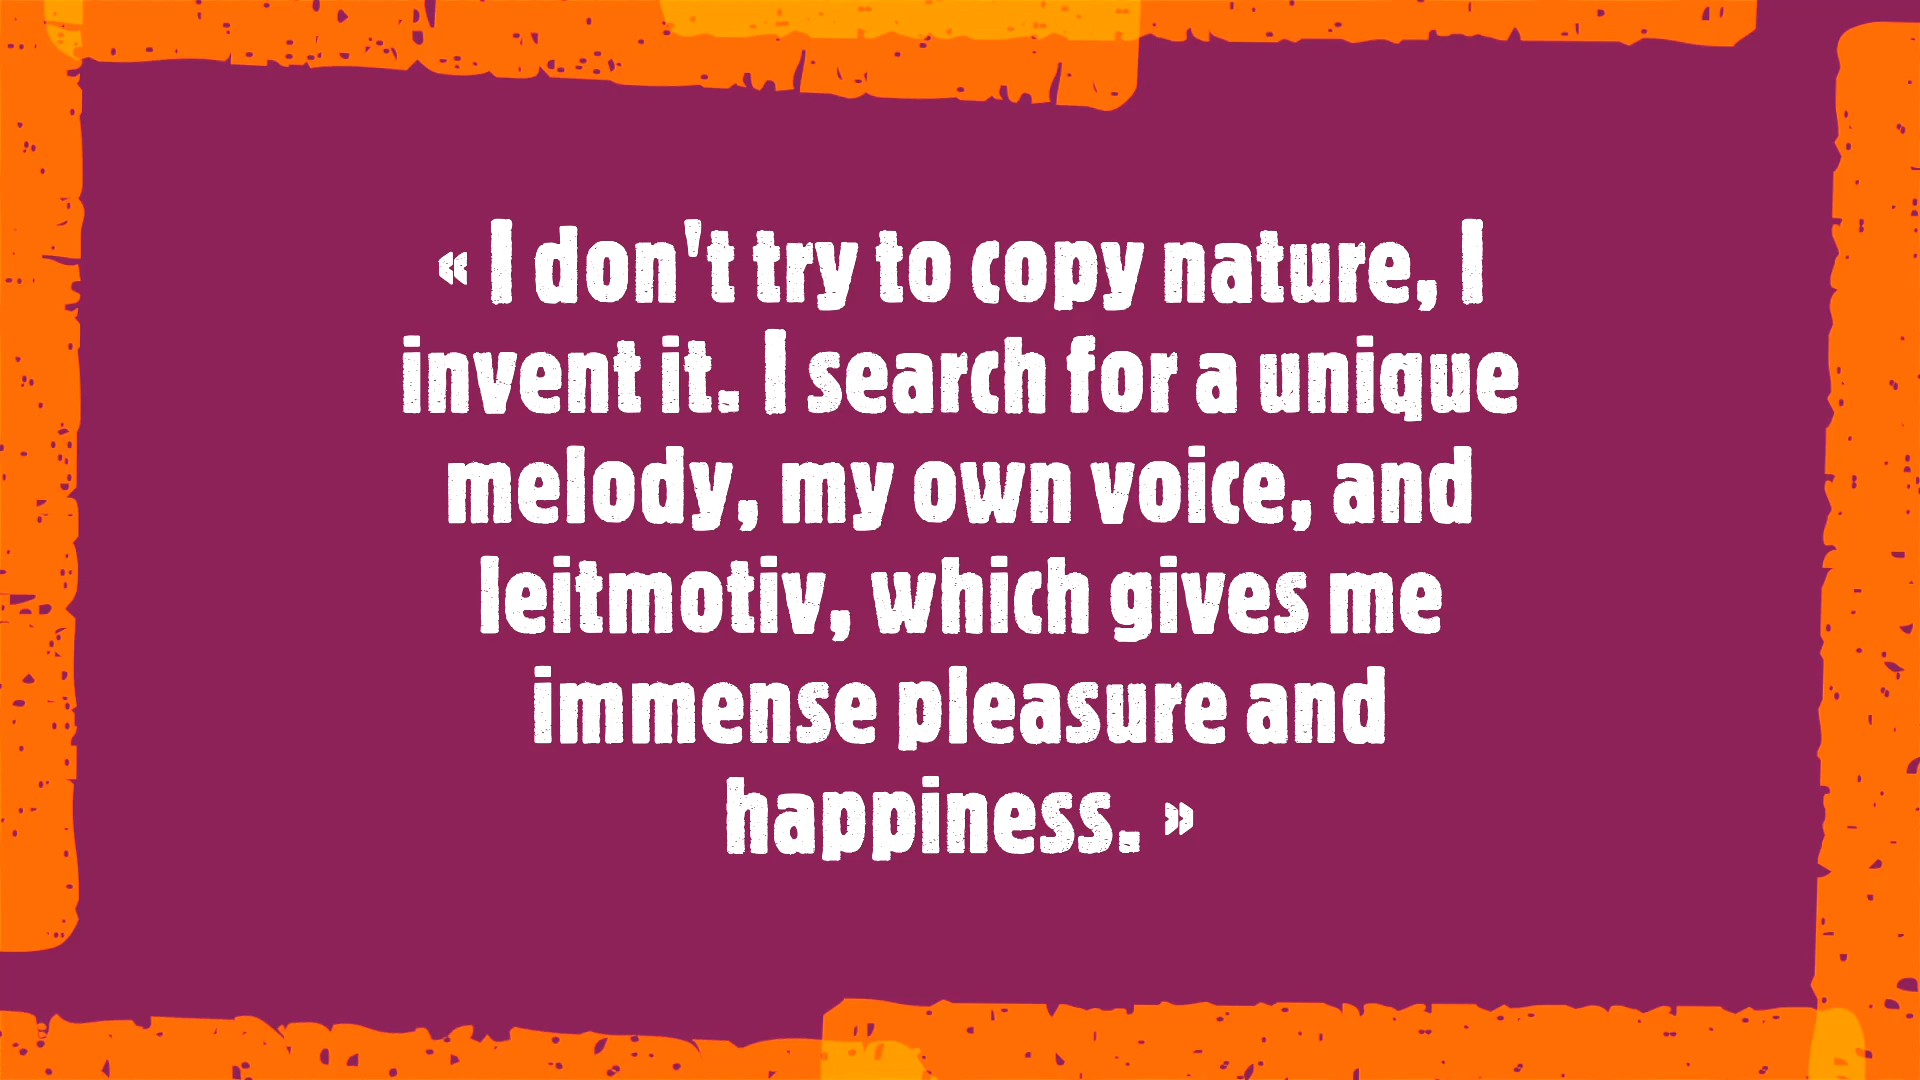 « I don't try to copy nature, I
invent it. I search for a unique
melody, my own voice, and
leitmotiv, which gives me
immense pleasure and
happiness. »